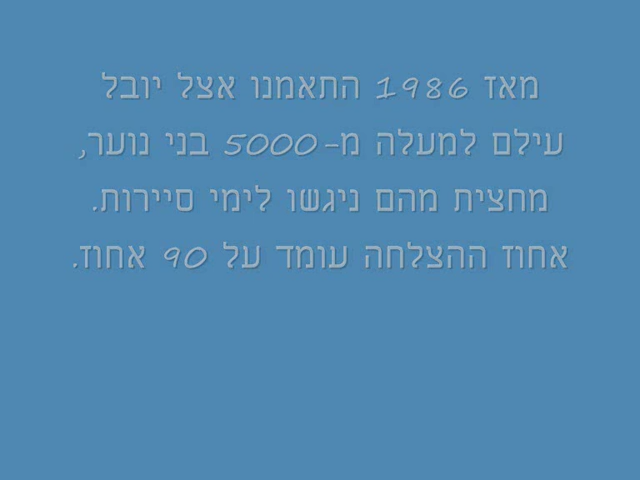 מאז 1986 התאמנו אצל יובל
עילם למעלה מ-5000 בני נוער,
מחצית מהם ניגשו לימי סיירות.
אחוז ההצלחה עומד על 90 אחוז.